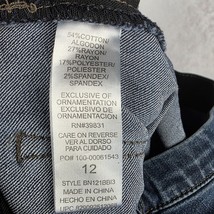 54%COTTON/
ALGODON
27%RAYON/
RAYON
17%POLYESTER/
POLIESTER
2%SPANDEX/
SPANDEX
EXCLUSIVE OF
ORNAMENTATION
EXCLUSIVO DE
ORNAMENTACION
RN#39831
CARE ON REVERSE
VER AL DORSO
PARA CUIDADO
PO# 100-00061843
12
STYLE BN121BBI3
MADE IN CHINA
HECHO EN CHINA
UPC